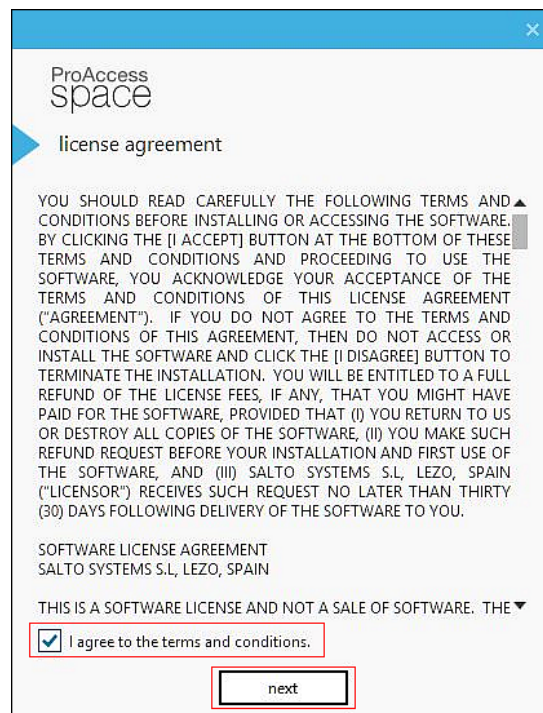 ProAccess
space
license agreement
YOU SHOULD READ CAREFULLY THE FOLLOWING TERMS AND
CONDITIONS BEFORE INSTALLING OR ACCESSING THE SOFTWARE.
BY CLICKING THE [I ACCEPT] BUTTON AT THE BOTTOM OF THESE
TERMS AND CONDITIONS AND PROCEEDING TO USE THE
SOFTWARE, YOU ACKNOWLEDGE YOUR ACCEPTANCE OF THE
TERMS AND CONDITIONS OF THIS LICENSE AGREEMENT
("AGREEMENT"). IF YOU DO NOT AGREE TO THE TERMS AND
CONDITIONS OF THIS AGREEMENT, THEN DO NOT ACCESS OR
INSTALL THE SOFTWARE AND CLICK THE [I DISAGREE] BUTTON TO
TERMINATE THE INSTALLATION. YOU WILL BE ENTITLED TO A FULL
REFUND OF THE LICENSE FEES, IF ANY, THAT YOU MIGHT HAVE
PAID FOR THE SOFTWARE, PROVIDED THAT (I) YOU RETURN TO US
OR DESTROY ALL COPIES OF THE SOFTWARE, (II) YOU MAKE SUCH
REFUND REQUEST BEFORE YOUR INSTALLATION AND FIRST USE OF
THE SOFTWARE, AND (III) SALTO SYSTEMS S.L, LEZO, SPAIN
("LICENSOR") RECEIVES SUCH REQUEST NO LATER THAN THIRTY
(30) DAYS FOLLOWING DELIVERY OF THE SOFTWARE TO YOU.
SOFTWARE LICENSE AGREEMENT
SALTO SYSTEMS S.L, LEZO, SPAIN
THIS IS A SOFTWARE LICENSE AND NOT A SALE OF SOFTWARE. THE
I agree to the terms and conditions.
next